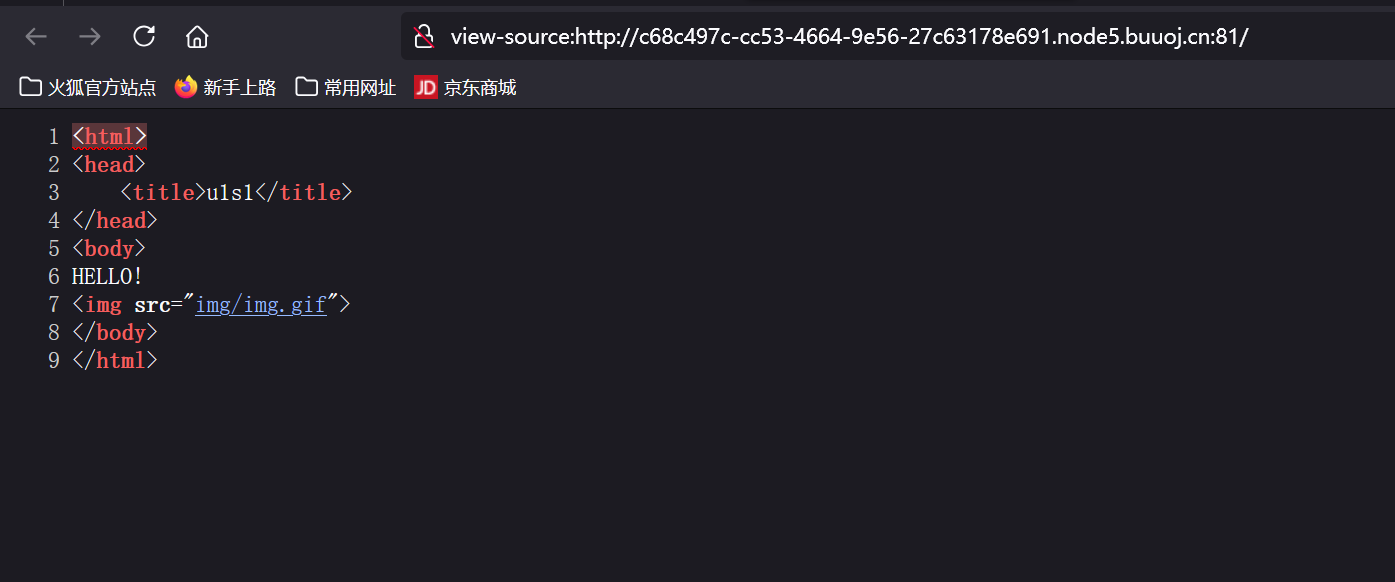 view-source:http://c68c497c-cc53-4664-9e56-27c63178e691.node5.buuoj.cn:81/
火狐官方站点 新手上路 常用网址 JD 京东商城
1 <html>
2 <head>
3     <title>u1s1</title>
4 </head>
5 <body>
6 HELLO!
7 <img src="img/img.gif">
8 </body>
9 </html>